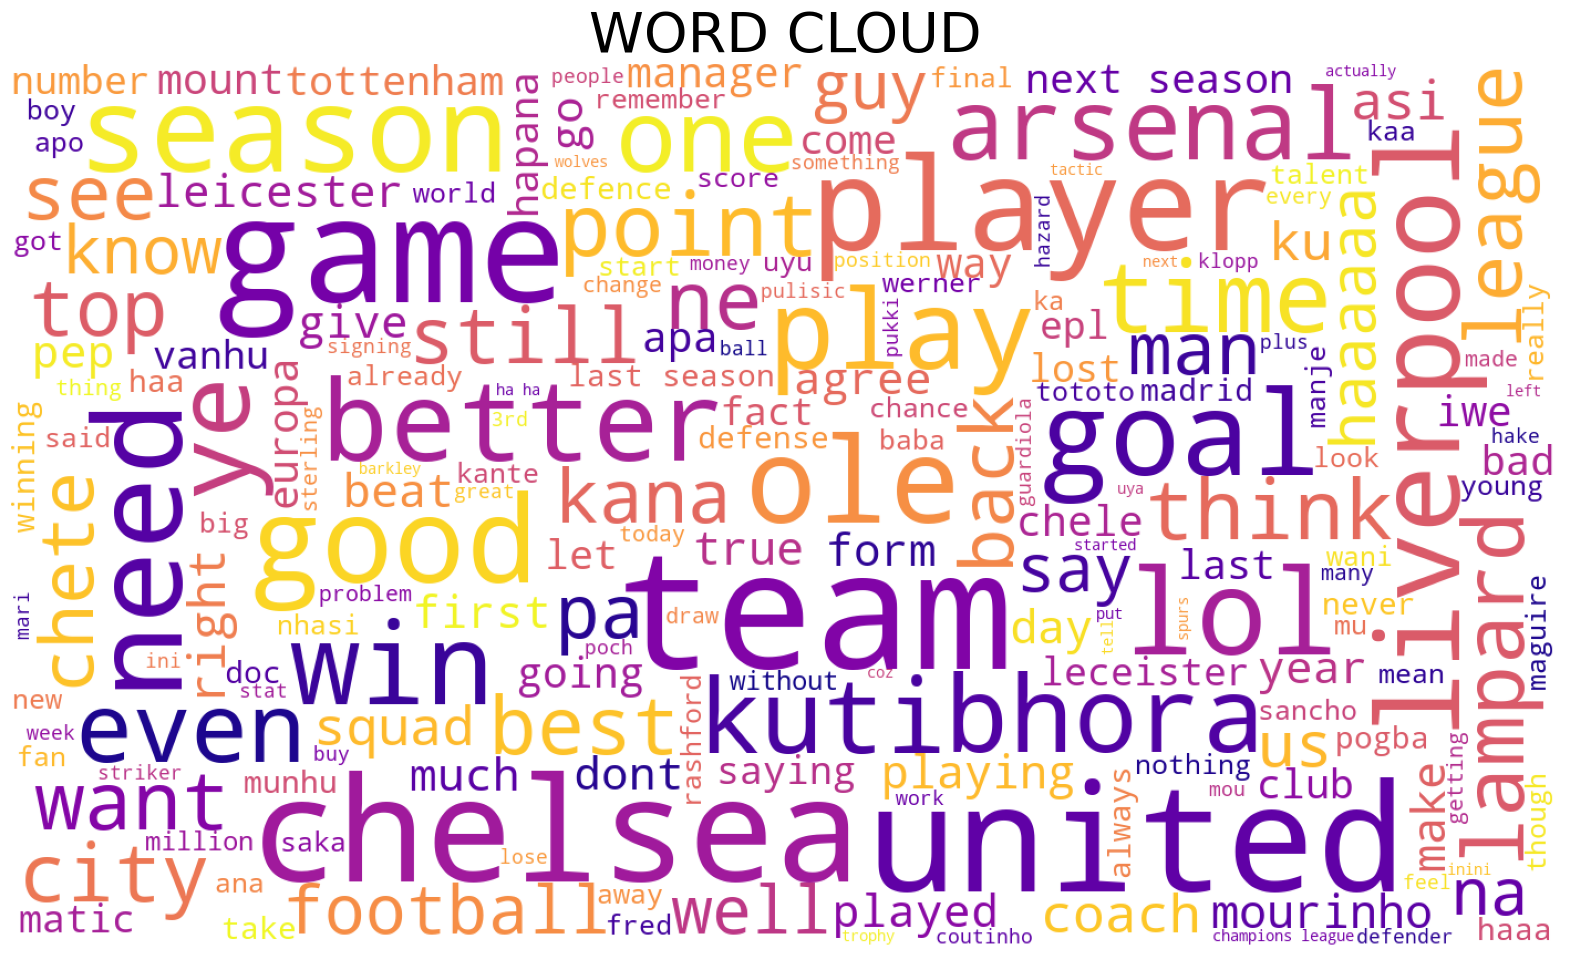 WORD CLOUD
number
mount
tottenham
hapana
people
manager
guy
final
next season
actually
asi
league
boy
season
go
remember
one
come
arsenal
kaa
apo
wolves
something
player
tactic
talent
liverpool
see
leicester
world
defence
score
every
got
know
game
point
hazard
haaaaaa
ku
start
money
uyu
position
way
next
klopp
top
give
still
change
ne
pulisic
play
werner
ka
time
really
pep
vanhu
signing
apa
ball
pukki
epl
man
plus
thing
haa
ye
europa
already
ha ha
last season
agree
lost
tototo
madrid
manje
made
left
winning
said
need
sterling
better
3rd
fact
chance
back
guardiola
goal
iwe
chete
defense
baba
look
hake
bad
barkley
kante
beat
great
kana
ole
uya
think
young
big
good
today
chele
right
let
true
form
started
say
last
wani
lampard
mari
problem
team
lol
many
maguire
nhasi
first
pa
draw
day
put
tell
spurs
never
mu
ini
doc
win
poch
going
without
coz
leceister
year
mean
new
stat
even
squad
best
rashford
kutibhora
sancho
us
pogba
week
fan
striker
buy
much
dont
saying
playing
nothing
getting
want
munhu
chelsea
work
united
always
mou
club
make
though
million
saka
lose
city
ana
feel
inini
na
matic
take
football
away
fred
well
played
trophy
coutinho
coach
mourinho
champions league
defender
haaa